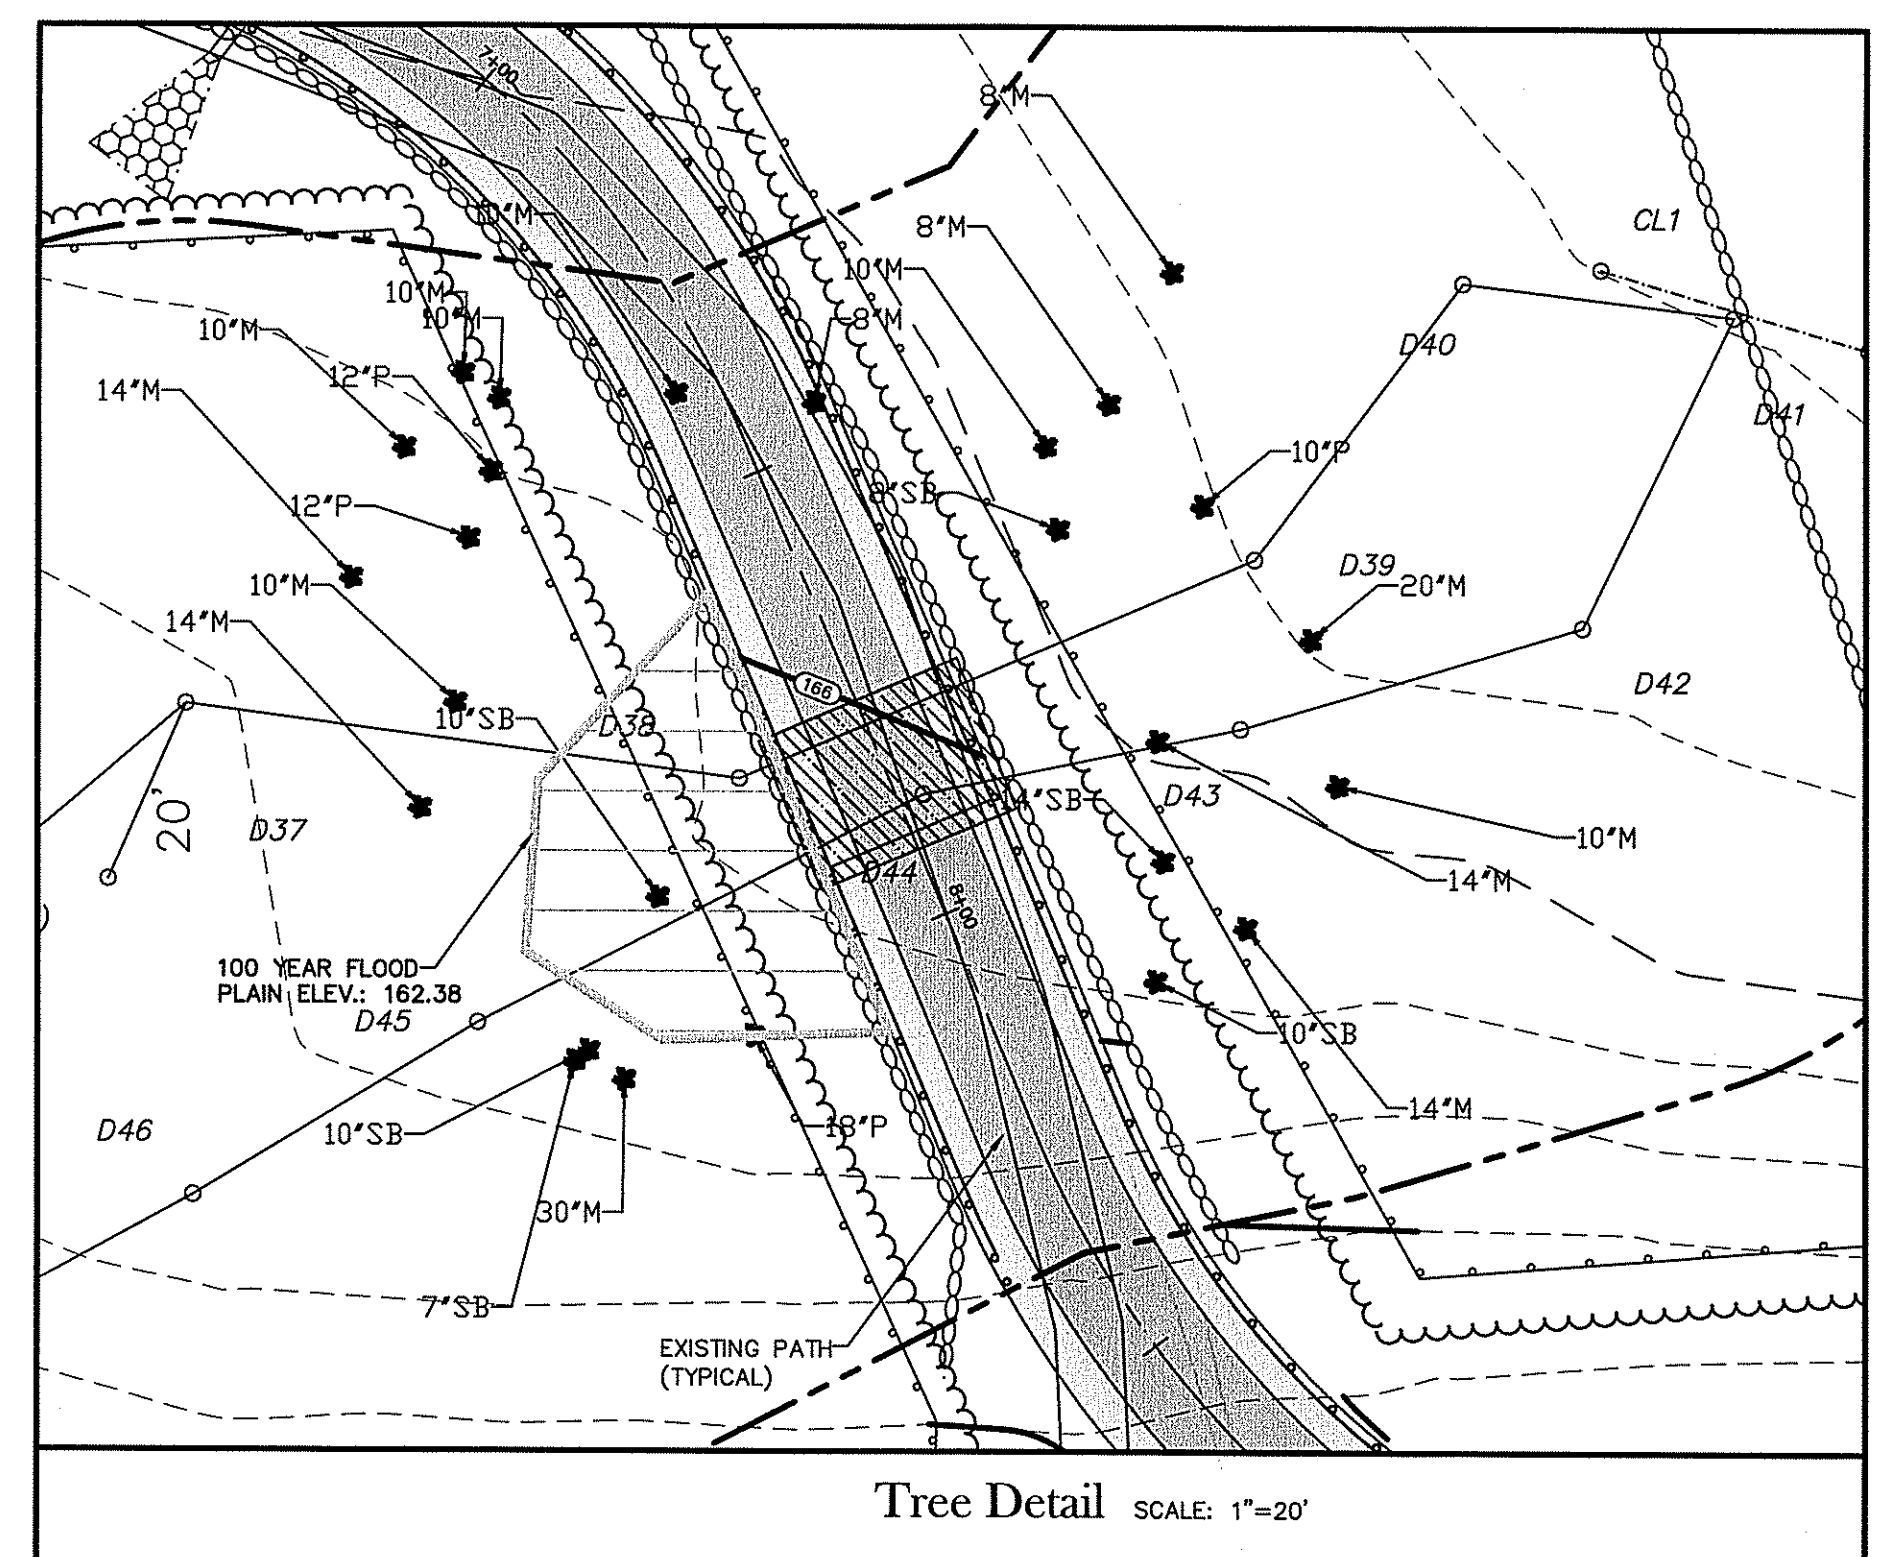 7+00
8"M
10"M
8"M
CL1
10"M
10"M
8"M
10"M
10"M
D40
12"P
14"M
D41
10"P
8"SB
12"P
D39
10"M
20"M
14"M
166
D42
10"SB
D38
14"SB
D43
20'
D37
10"M
D44
14"M
8+00
100 YEAR FLOOD
PLAIN ELEV.: 162.38
D45
10"SB
14"M
18"P
D46
10"SB
30"M
7"SB
EXISTING PATH
(TYPICAL)
Tree Detail SCALE: 1"=20'